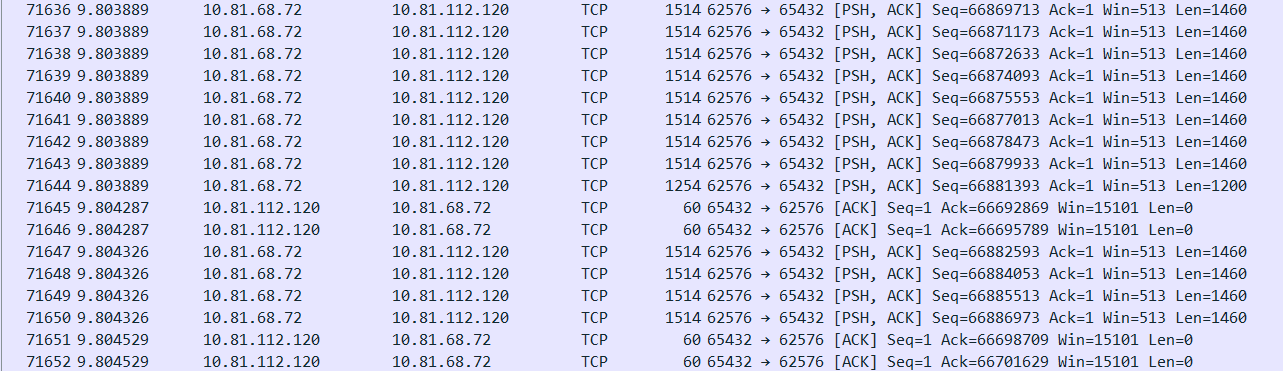 71636 9.803889 10.81.68.72 10.81.112.120 TCP 1514 62576 → 65432 [PSH, ACK] Seq=66869713 Ack=1 Win=513 Len=1460
71637 9.803889 10.81.68.72 10.81.112.120 TCP 1514 62576 → 65432 [PSH, ACK] Seq=66871173 Ack=1 Win=513 Len=1460
71638 9.803889 10.81.68.72 10.81.112.120 TCP 1514 62576 → 65432 [PSH, ACK] Seq=66872633 Ack=1 Win=513 Len=1460
71639 9.803889 10.81.68.72 10.81.112.120 TCP 1514 62576 → 65432 [PSH, ACK] Seq=66874093 Ack=1 Win=513 Len=1460
71640 9.803889 10.81.68.72 10.81.112.120 TCP 1514 62576 → 65432 [PSH, ACK] Seq=66875553 Ack=1 Win=513 Len=1460
71641 9.803889 10.81.68.72 10.81.112.120 TCP 1514 62576 → 65432 [PSH, ACK] Seq=66877013 Ack=1 Win=513 Len=1460
71642 9.803889 10.81.68.72 10.81.112.120 TCP 1514 62576 → 65432 [PSH, ACK] Seq=66878473 Ack=1 Win=513 Len=1460
71643 9.803889 10.81.68.72 10.81.112.120 TCP 1514 62576 → 65432 [PSH, ACK] Seq=66879933 Ack=1 Win=513 Len=1460
71644 9.803889 10.81.68.72 10.81.112.120 TCP 1254 62576 → 65432 [PSH, ACK] Seq=66881393 Ack=1 Win=513 Len=1200
71645 9.804287 10.81.112.120 10.81.68.72 TCP 60 65432 → 62576 [ACK] Seq=1 Ack=66692869 Win=15101 Len=0
71646 9.804287 10.81.112.120 10.81.68.72 TCP 60 65432 → 62576 [ACK] Seq=1 Ack=66695789 Win=15101 Len=0
71647 9.804326 10.81.68.72 10.81.112.120 TCP 1514 62576 → 65432 [PSH, ACK] Seq=66882593 Ack=1 Win=513 Len=1460
71648 9.804326 10.81.68.72 10.81.112.120 TCP 1514 62576 → 65432 [PSH, ACK] Seq=66884053 Ack=1 Win=513 Len=1460
71649 9.804326 10.81.68.72 10.81.112.120 TCP 1514 62576 → 65432 [PSH, ACK] Seq=66885513 Ack=1 Win=513 Len=1460
71650 9.804326 10.81.68.72 10.81.112.120 TCP 1514 62576 → 65432 [PSH, ACK] Seq=66886973 Ack=1 Win=513 Len=1460
71651 9.804529 10.81.112.120 10.81.68.72 TCP 60 65432 → 62576 [ACK] Seq=1 Ack=66698709 Win=15101 Len=0
71652 9.804529 10.81.112.120 10.81.68.72 TCP 60 65432 → 62576 [ACK] Seq=1 Ack=66701629 Win=15101 Len=0